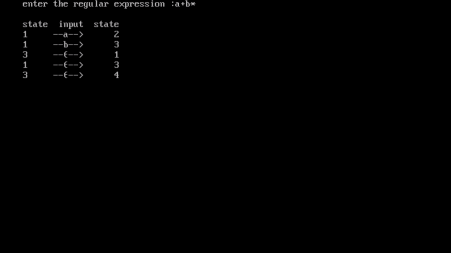 enter the regular expression :a+b*
state input state
1 --a--> 2
1 --b--> 3
3 --ε--> 1
1 --ε--> 3
3 --ε--> 4